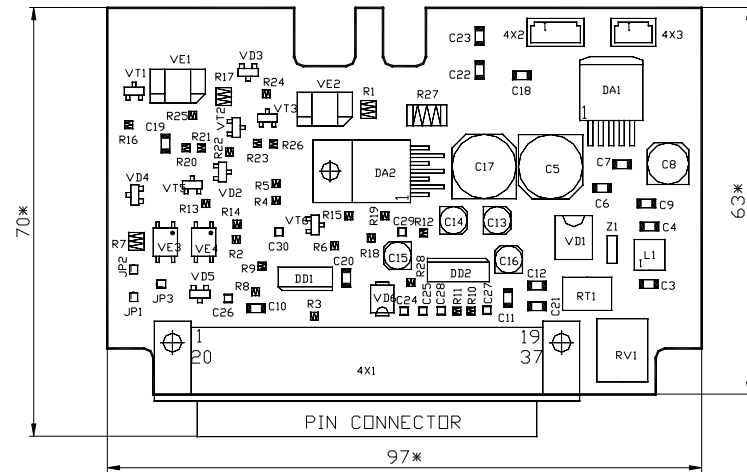 VE1
VD3
C23
4X2
4X3
VT1
R17
R24
VE2
R1
R27
C22
C18
DA1
1
VT2
VT3
R25
R16
C19
R20
R21
R22
R23
R26
DA2
1
C17
C5
C7
C8
VD4
VT5
VD2
R5
R4
C6
C9
R13
R14
VT6
R15
R19
C14
C13
C4
C30
C29
R12
VD1
Z1
R7
VE3
VE4
R2
R6
R18
C15
C16
L1
JP2
R9
DD1
C20
R28
DD2
C12
C3
JP3
VD5
R8
VD6
RT1
JP1
C26
C10
R3
C24
C25
C28
R11
R10
C27
C11
C21
1
20
19
37
4X1
RV1
PIN CONNECTOR
70*
63*
97*